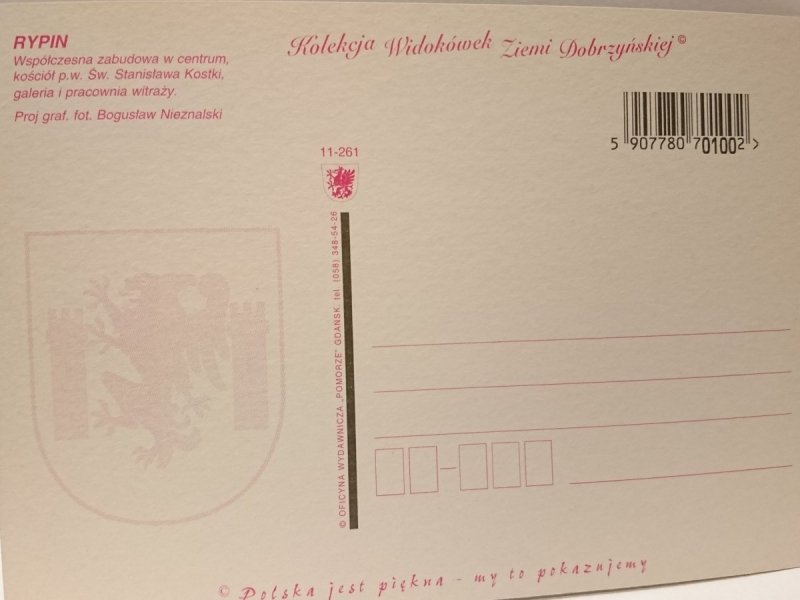 RYPIN
Współczesna zabudowa w centrum,
kościół p.w. Św. Stanisława Kostki,
galeria i pracownia witraży.
Proj graf. fot. Bogusław Nieznalski
Kolekcja Widokówek Ziemi Dobrzyńskiej ©
5 907780 701002 >
11-261
© OFICYNA WYDAWNICZA „POMORZE" GDAŃSK tel. (058) 348-54-26
© Polska jest piękna - my to pokazujemy